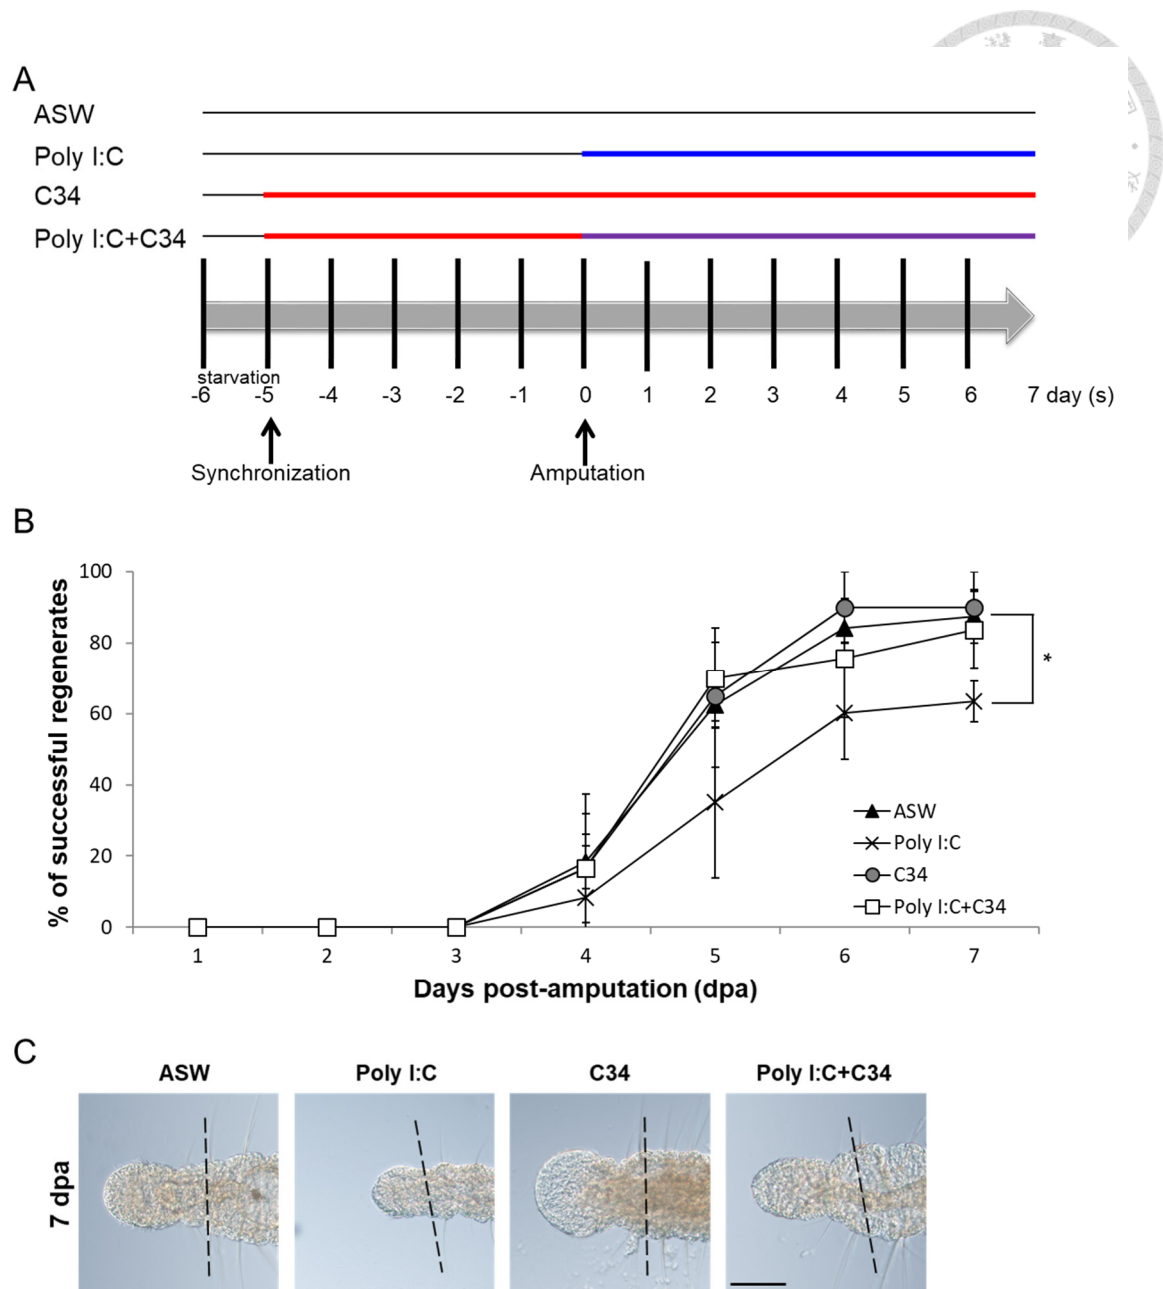 A
ASW
Poly I:C
C34
Poly I:C+C34
starvation
-6 -5 -4 -3 -2 -1 0 1 2 3 4 5 6 7 day (s)
Synchronization Amputation
B
% of successful regenerates
100
80
60
40
20
0
*
ASW
Poly I:C
C34
Poly I:C+C34
1 2 3 4 5 6 7
Days post-amputation (dpa)
C
ASW Poly I:C C34 Poly I:C+C34
7 dpa